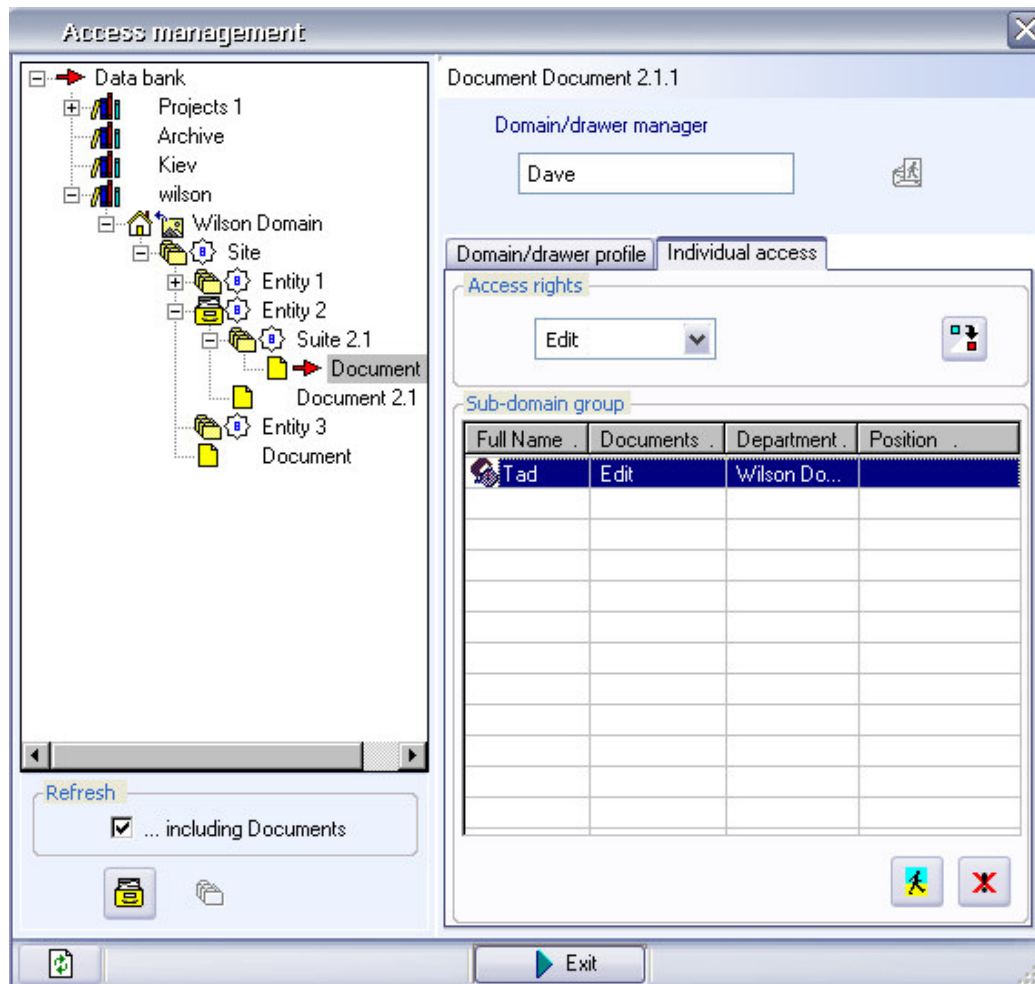 Access management
Data bank
Projects 1
Archive
Kiev
wilson
Wilson Domain
Site
Entity 1
Entity 2
Suite 2.1
Document
Document 2.1
Entity 3
Document
Refresh
... including Documents
Document Document 2.1.1
Domain/drawer manager
Dave
Domain/drawer profile Individual access
Access rights
Edit
Sub-domain group
Full Name . Documents . Department . Position .
Tad Edit Wilson Do...
Exit